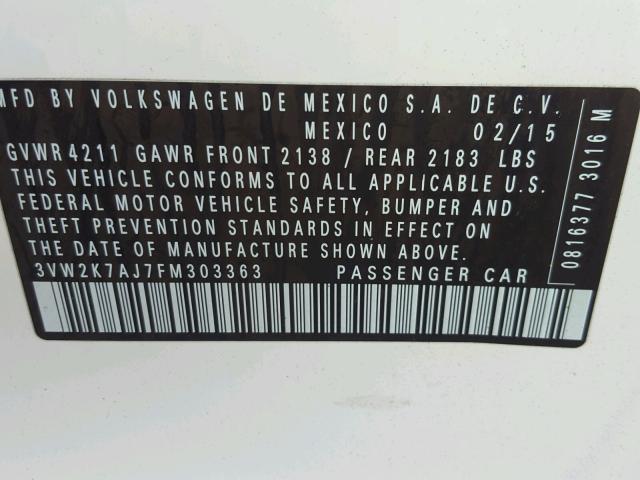 MFD BY VOLKSWAGEN DE MEXICO S.A. DE C.V.
MEXICO 02/15
GVWR 4211 GAWR FRONT 2138 / REAR 2183 LBS
THIS VEHICLE CONFORMS TO ALL APPLICABLE U.S.
FEDERAL MOTOR VEHICLE SAFETY, BUMPER AND
THEFT PREVENTION STANDARDS IN EFFECT ON
THE DATE OF MANUFACTURE SHOWN ABOVE.
3VW2K7AJ7FM303363 PASSENGER CAR
0816377 3016 M